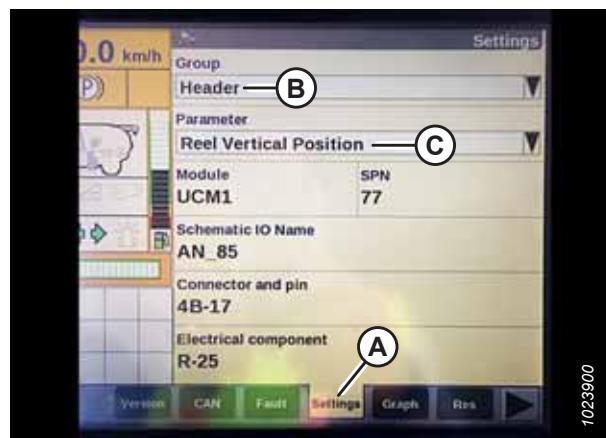 0.0 km/h
Settings
(P)
Group
Header
B
Parameter
Reel Vertical Position
C
Module SPN
UCM1 77
Schematic IO Name
AN_85
Connector and pin
4B-17
Electrical component
R-25
A
Version CAN Fault Settings Graph Res
1023900